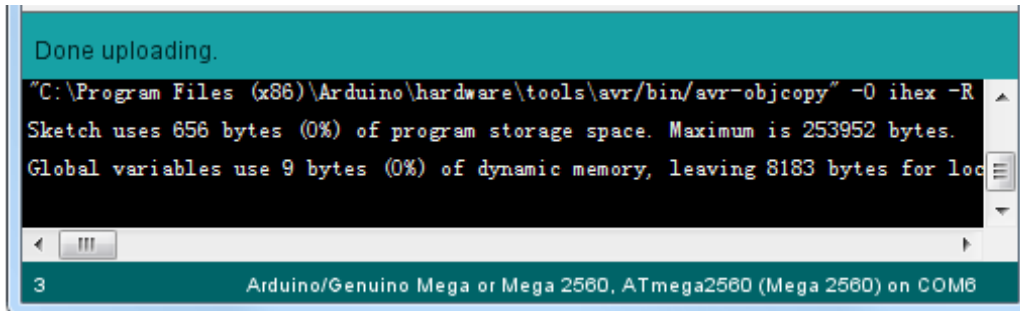 Done uploading.
"C:\Program Files (x86)\Arduino\hardware\tools\avr/bin/avr-objcopy" -O ihex -R
Sketch uses 656 bytes (0%) of program storage space. Maximum is 253952 bytes.
Global variables use 9 bytes (0%) of dynamic memory, leaving 8183 bytes for loc
3 Arduino/Genuino Mega or Mega 2560, ATmega2560 (Mega 2560) on COM6